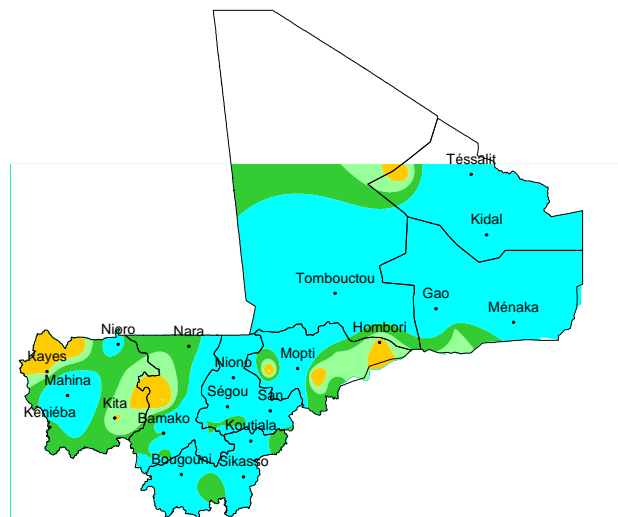 Téssalit
Kidal
Tombouctou
Gao
Ménaka
Nioro
Nara
Hombori
Kayes
Niono
Mopti
Mahina
Ségou
Kéniéba
Kita
San
Bamako
Koutiala
Bougouni
Sikasso